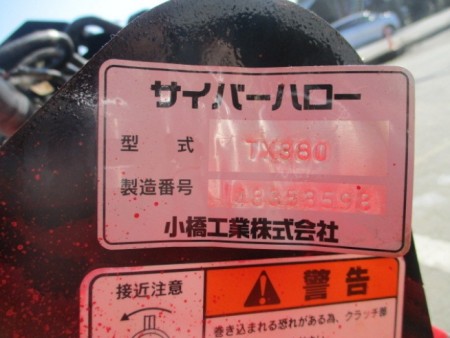 サイバーハロー
型 式 TX380
製造番号
小橋工業株式会社
警告
接近注意
巻き込まれる恐れがある為、クラッチ部